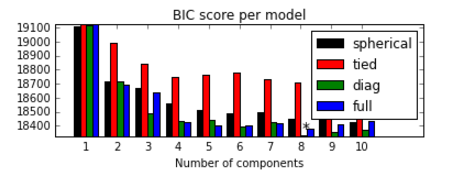 BIC score per model
19100
19000
18900
18800
18700
18600
18500
18400
spherical
tied
diag
full
*
1 2 3 4 5 6 7 8 9 10
Number of components